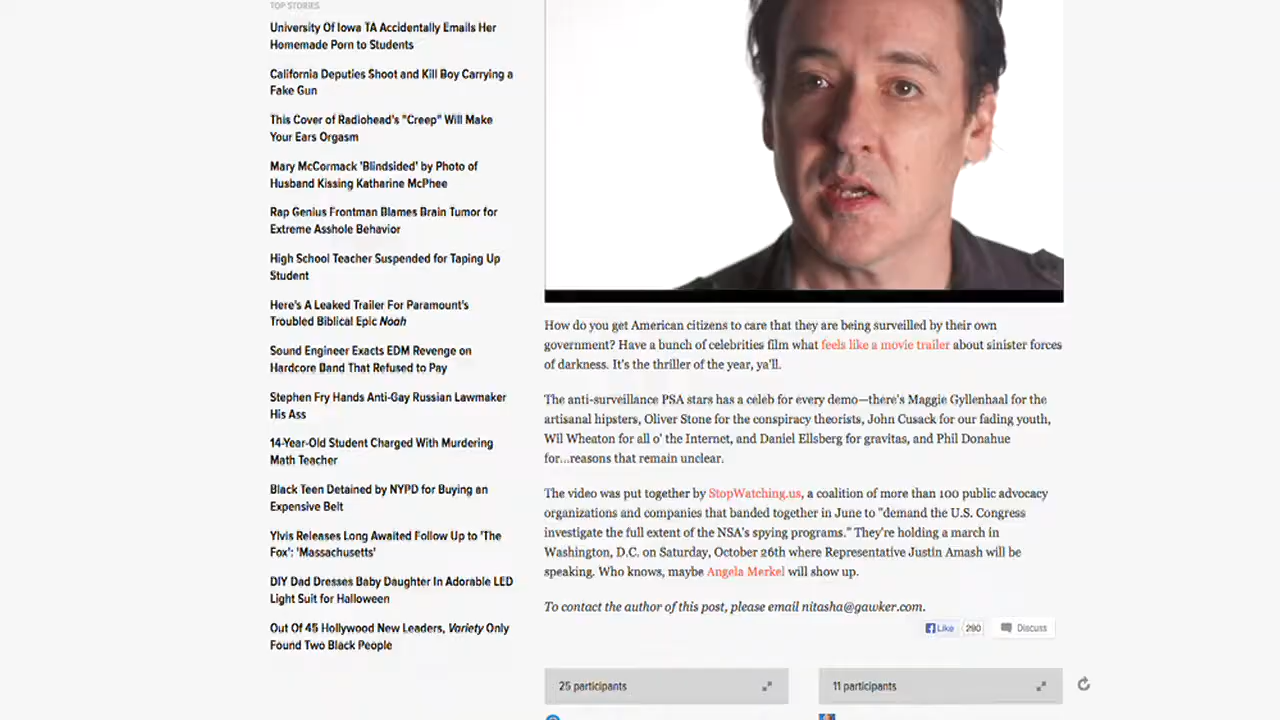 TOP STORIES
University Of Iowa TA Accidentally Emails Her
Homemade Porn to Students
California Deputies Shoot and Kill Boy Carrying a
Fake Gun
This Cover of Radiohead's "Creep" Will Make
Your Ears Orgasm
Mary McCormack 'Blindsided' by Photo of
Husband Kissing Katharine McPhee
Rap Genius Frontman Blames Brain Tumor for
Extreme Asshole Behavior
High School Teacher Suspended for Taping Up
Student
Here's A Leaked Trailer For Paramount's
Troubled Biblical Epic Noah
Sound Engineer Exacts EDM Revenge on
Hardcore Band That Refused to Pay
Stephen Fry Hands Anti-Gay Russian Lawmaker
His Ass
14-Year-Old Student Charged With Murdering
Math Teacher
Black Teen Detained by NYPD for Buying an
Expensive Belt
Ylvis Releases Long Awaited Follow Up to 'The
Fox': 'Massachusetts'
DIY Dad Dresses Baby Daughter In Adorable LED
Light Suit for Halloween
Out Of 45 Hollywood New Leaders, Variety Only
Found Two Black People
How do you get American citizens to care that they are being surveilled by their own
government? Have a bunch of celebrities film what feels like a movie trailer about sinister forces
of darkness. It's the thriller of the year, ya'll.
The anti-surveillance PSA stars has a celeb for every demo—there's Maggie Gyllenhaal for the
artisanal hipsters, Oliver Stone for the conspiracy theorists, John Cusack for our fading youth,
Wil Wheaton for all o' the Internet, and Daniel Ellsberg for gravitas, and Phil Donahue
for...reasons that remain unclear.
The video was put together by StopWatching.us, a coalition of more than 100 public advocacy
organizations and companies that banded together in June to "demand the U.S. Congress
investigate the full extent of the NSA's spying programs." They're holding a march in
Washington, D.C. on Saturday, October 26th where Representative Justin Amash will be
speaking. Who knows, maybe Angela Merkel will show up.
To contact the author of this post, please email nitasha@gawker.com.
Like 280 Discuss
25 participants
11 participants